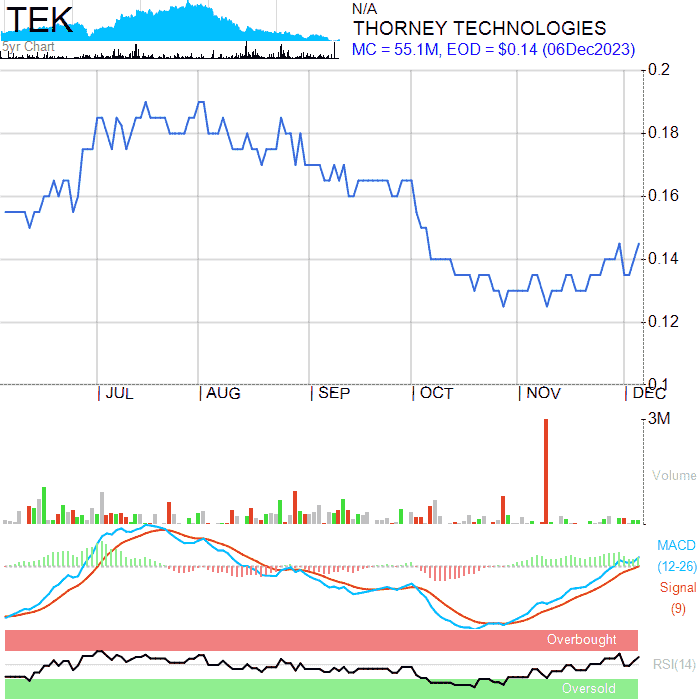 TEK
5yr Chart
N/A
THORNEY TECHNOLOGIES
MC = 55.1M, EOD = $0.14 (06Dec2023)
0.2
0.18
0.16
0.14
0.12
0.1
JUL AUG SEP OCT NOV DEC
3M
Volume
MACD
(12-26)
Signal
(9)
Overbought
RSI(14)
Oversold